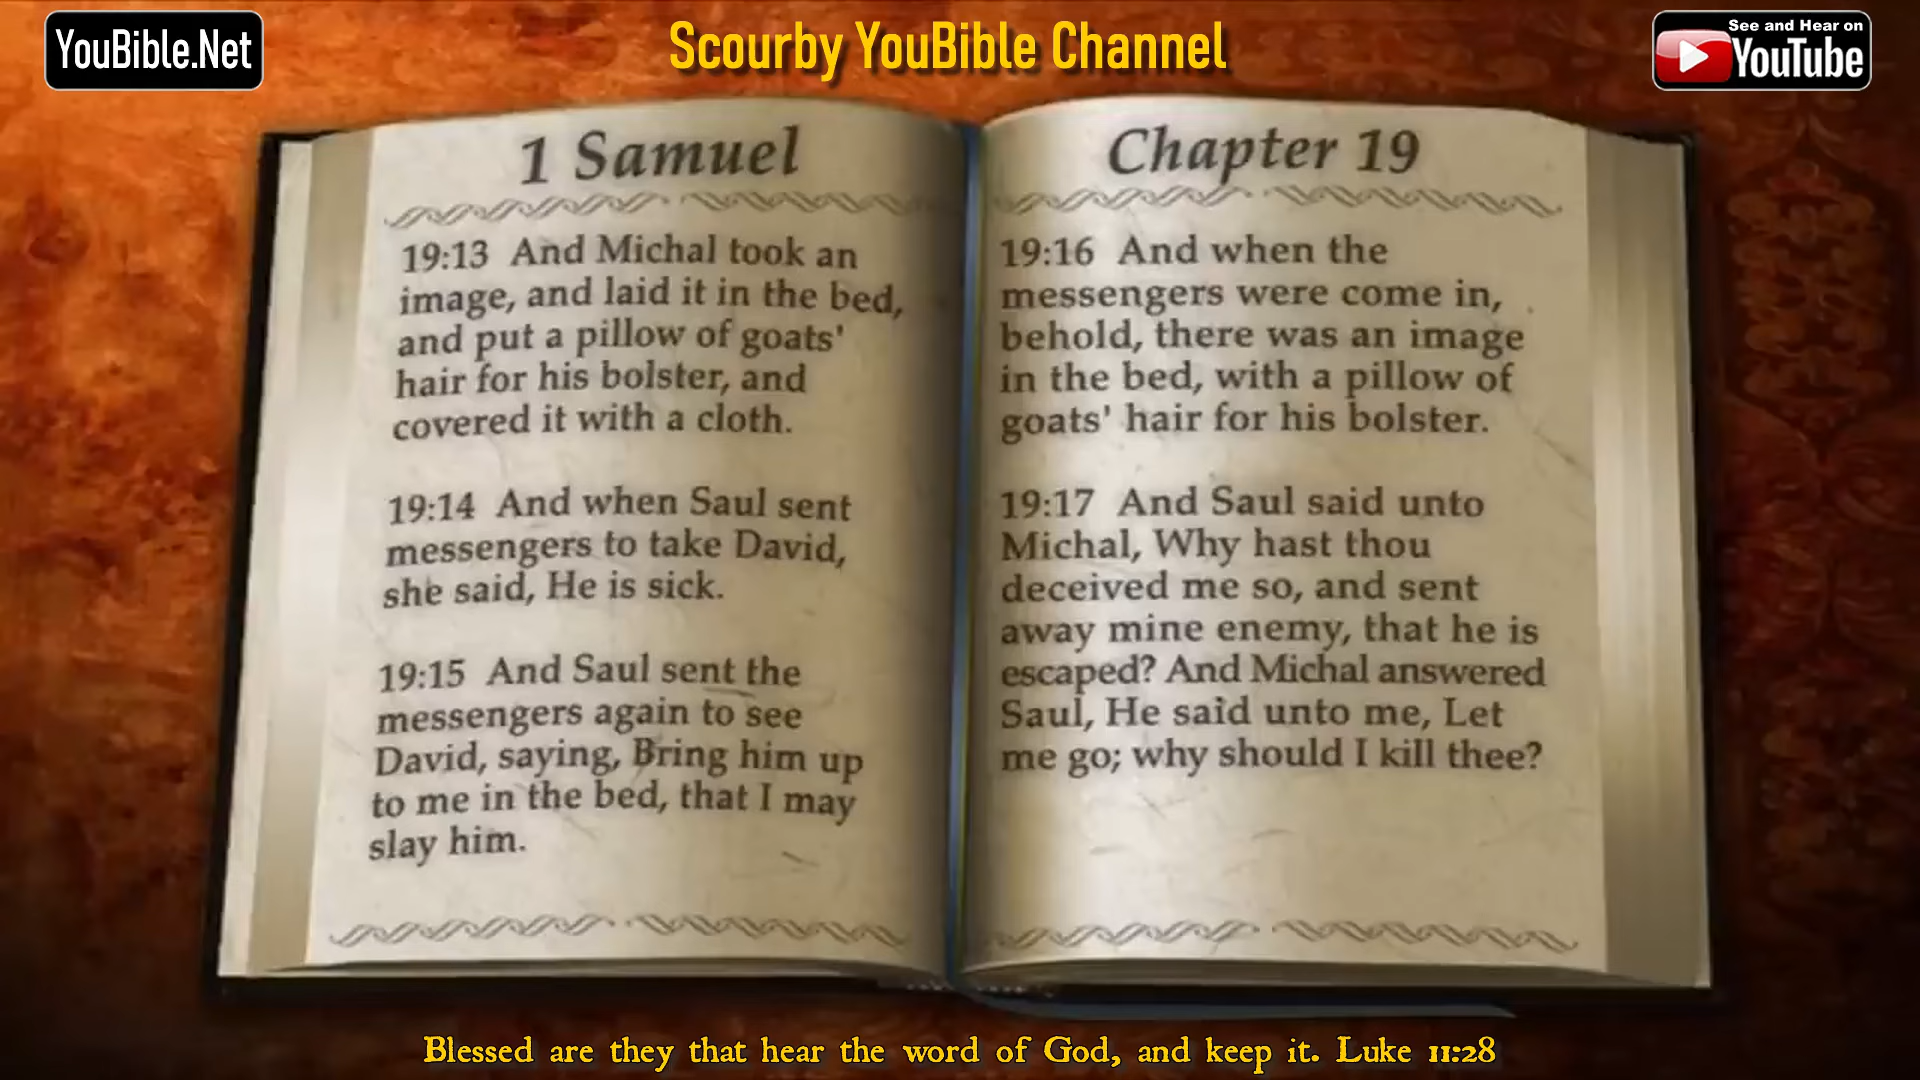 YouBible.Net
Scourby YouBible Channel
See and Hear on
YouTube
1 Samuel
19:13 And Michal took an
image, and laid it in the bed,
and put a pillow of goats'
hair for his bolster, and
covered it with a cloth.
19:14 And when Saul sent
messengers to take David,
she said, He is sick.
19:15 And Saul sent the
messengers again to see
David, saying, Bring him up
to me in the bed, that I may
slay him.
Chapter 19
19:16 And when the
messengers were come in,
behold, there was an image
in the bed, with a pillow of
goats' hair for his bolster.
19:17 And Saul said unto
Michal, Why hast thou
deceived me so, and sent
away mine enemy, that he is
escaped? And Michal answered
Saul, He said unto me, Let
me go; why should I kill thee?
Blessed are they that hear the word of God, and keep it. Luke 11:28